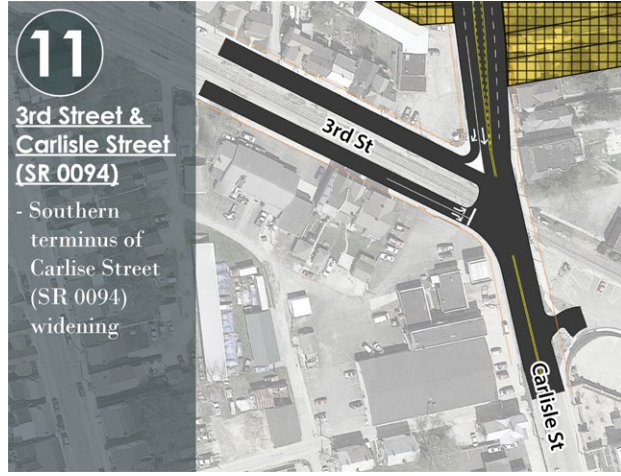 11
3rd Street &
Carlisle Street
(SR 0094)
- Southern
terminus of
Carlise Street
(SR 0094)
widening
3rd St
Carlisle St